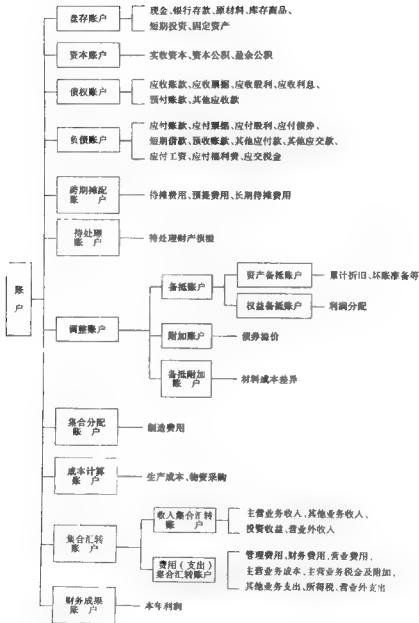 盘存账户
现金、银行存款、原材料、库存商品、
短期投资、固定资产
资本账户
实收资本、资本公积、盈余公积
债权账户
应收账款、应收票据、应收股利、应收利息、
预付账款、其他应收款
负债账户
应付账款、应付票据、应付股利、应付债券、
短期借款、预收账款、其他应付款、其他应交款、
应付工资、应付福利费、应交税金
跨期摊配
账户
待摊费用、预提费用、长期待摊费用
待处理
账户
待处理财产损溢
账
户
调整账户
备抵账户
资产备抵账户
累计折旧、坏账准备等
权益备抵账户
利润分配
附加账户
债券溢价
备抵附加
账户
材料成本差异
集合分配
账户
制造费用
成本计算
账户
生产成本、物资采购
集合汇转
账户
收入集合汇转
账户
主营业务收入、其他业务收入、
投资收益、营业外收入
费用（支出）
集合汇转账户
管理费用、财务费用、营业费用、
主营业务成本、主营业务税金及附加、
其他业务支出、所得税、营业外支出
财务成果
账户
本年利润